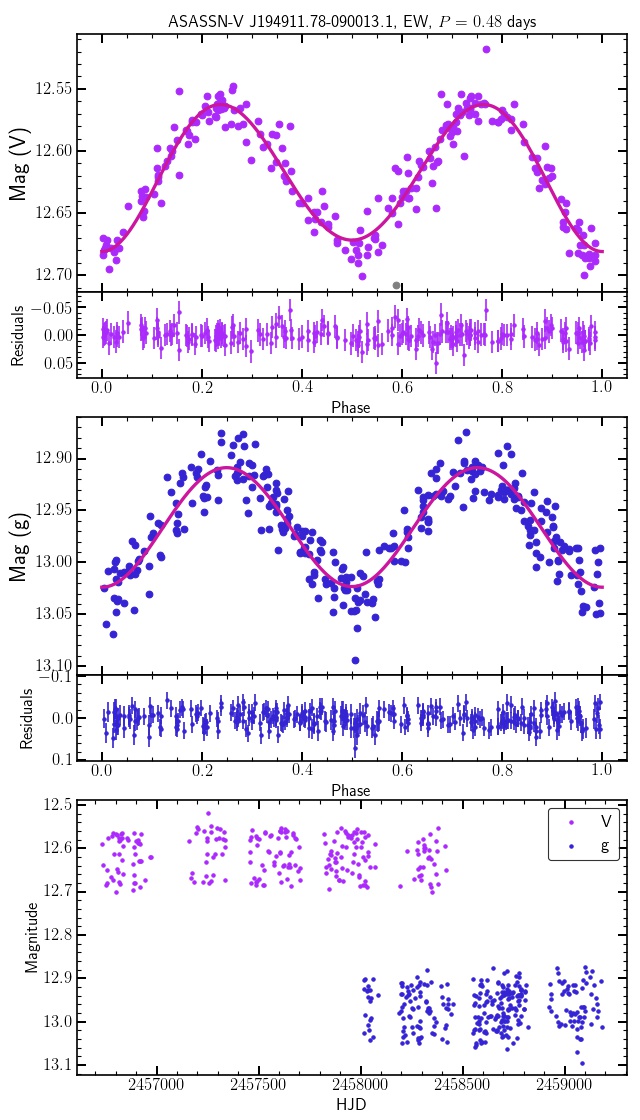 ASASSN-V J194911.78-090013.1, EW, P = 0.48 days
12.55
12.60
12.65
12.70
Mag (V)
−0.05
0.00
0.05
Residuals
0.0 0.2 0.4 0.6 0.8 1.0
Phase
12.90
12.95
13.00
13.05
13.10
Mag (g)
−0.1
0.0
0.1
Residuals
0.0 0.2 0.4 0.6 0.8 1.0
Phase
12.5
12.6
12.7
12.8
12.9
13.0
13.1
Magnitude
V
g
2457000 2457500 2458000 2458500 2459000
HJD